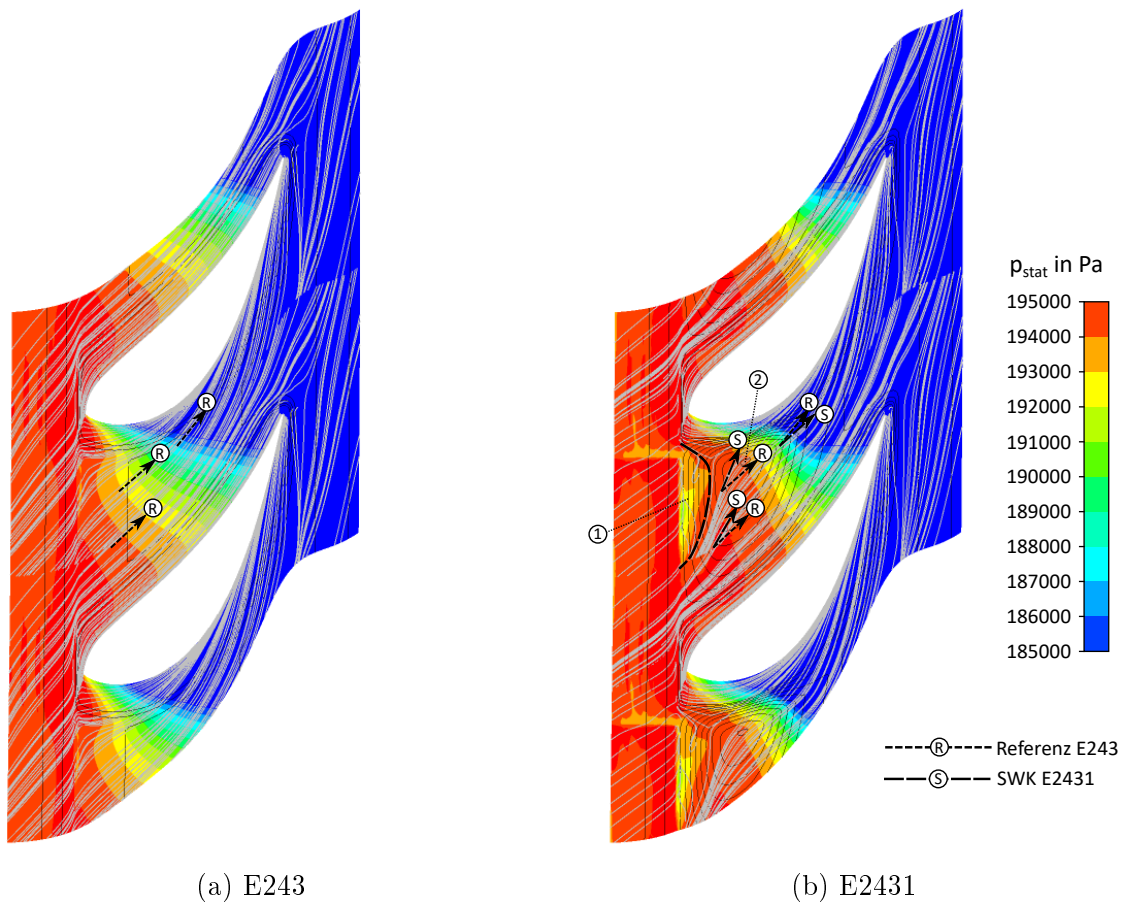 R
R
R
2
R
S
S
R
S
R
1
p_stat in Pa
195000
194000
193000
192000
191000
190000
189000
188000
187000
186000
185000
R Referenz E243
S SWK E2431
(a) E243
(b) E2431